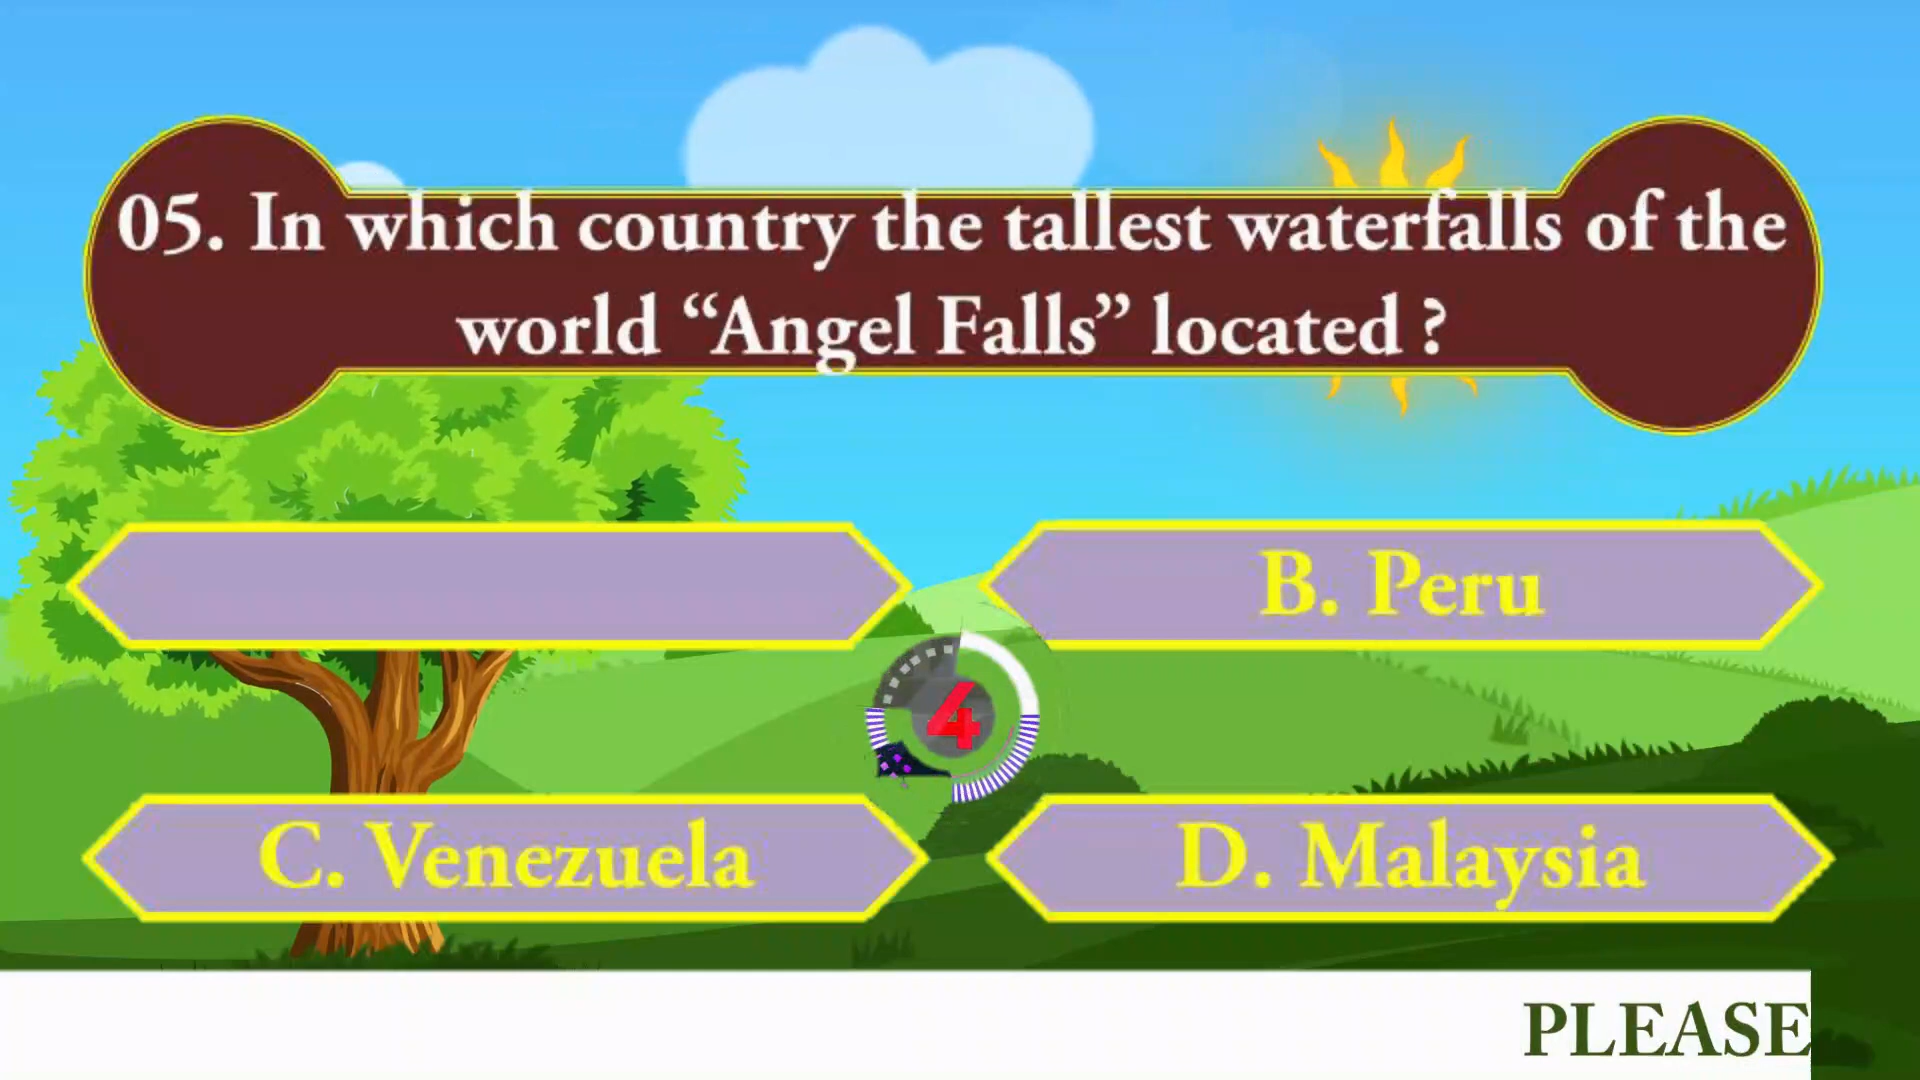 05. In which country the tallest waterfalls of the
world “Angel Falls” located ?
B. Peru
4
C. Venezuela
D. Malaysia
PLEASE